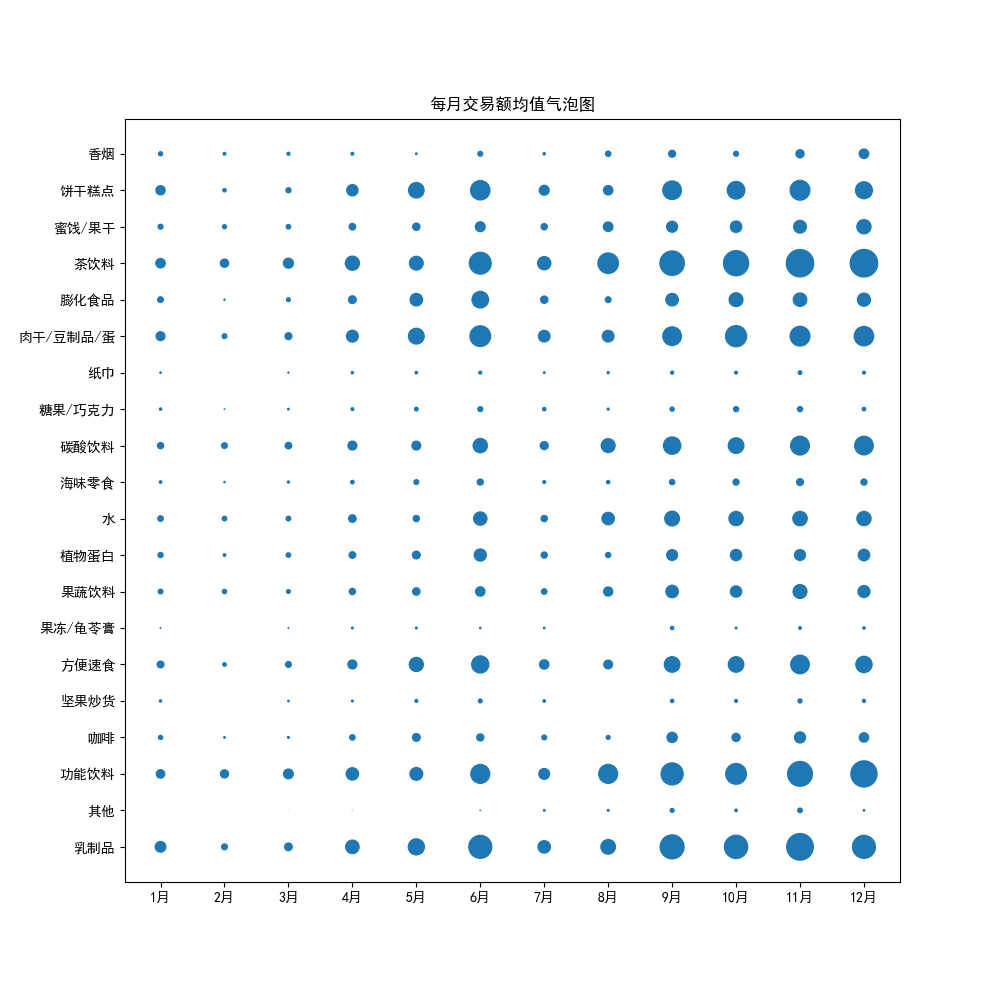 每月交易额均值气泡图
香烟
饼干糕点
蜜饯/果干
茶饮料
膨化食品
肉干/豆制品/蛋
纸巾
糖果/巧克力
碳酸饮料
海味零食
水
植物蛋白
果蔬饮料
果冻/龟苓膏
方便速食
坚果炒货
咖啡
功能饮料
其他
乳制品
1月 2月 3月 4月 5月 6月 7月 8月 9月 10月 11月 12月